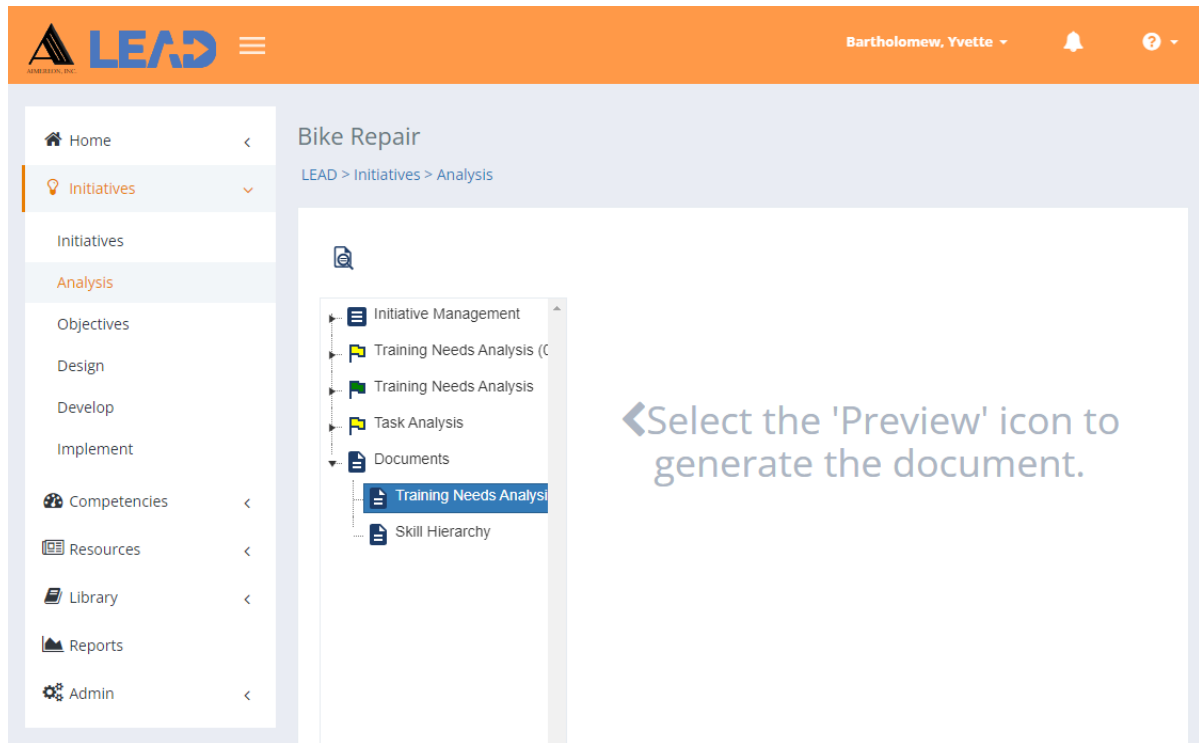 AIMEREON, INC.
LEAD
Bartholomew, Yvette
?
Home
Initiatives
Initiatives
Analysis
Objectives
Design
Develop
Implement
Competencies
Resources
Library
Reports
Admin
Bike Repair
LEAD > Initiatives > Analysis
Initiative Management
Training Needs Analysis (
Training Needs Analysis
Task Analysis
Documents
Training Needs Analysi
Skill Hierarchy
Select the 'Preview' icon to
generate the document.